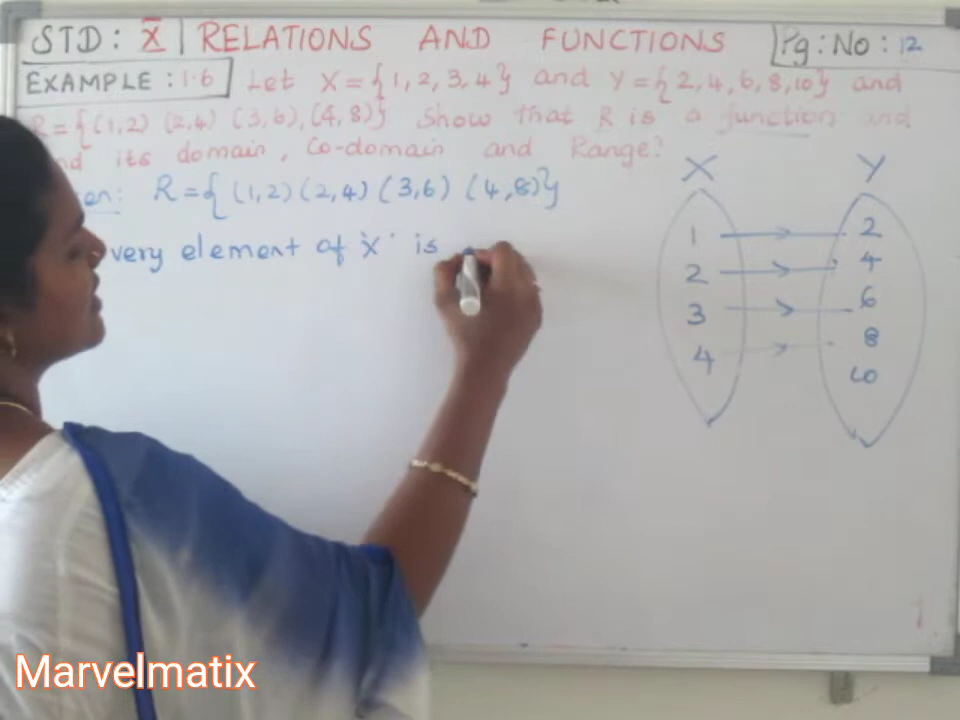 STD: X | RELATIONS AND FUNCTIONS
Pg: No: 12
EXAMPLE: 1.6 Let X = {1, 2, 3, 4} and Y = {2, 4, 6, 8, 10} and
R = {(1,2) (2,4) (3,6), (4,8)} Show that R is a function and
its domain, Co-domain and Range?
R = { (1,2) (2,4) (3,6) (4,8)}
very element of 'X' is
X Y
1 2
2 4
3 6
4 8
10
Marvelmatix